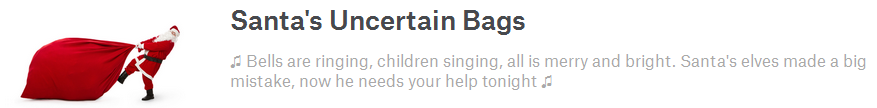 Santa's Uncertain Bags
♫ Bells are ringing, children singing, all is merry and bright. Santa's elves made a big
mistake, now he needs your help tonight ♫